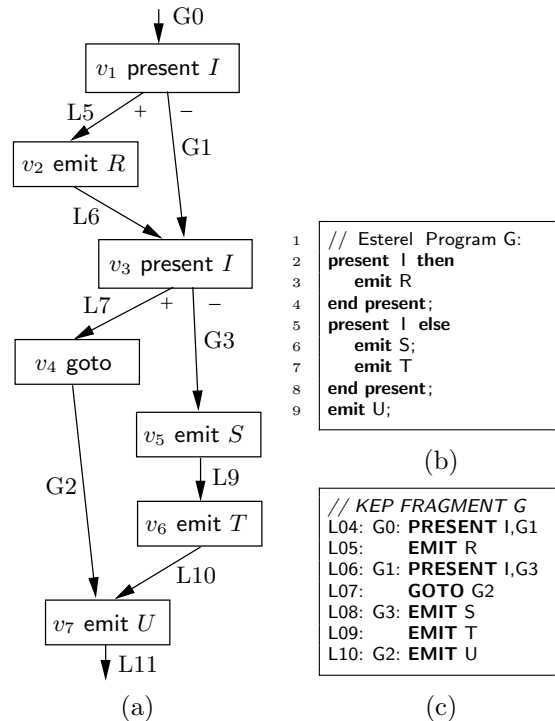 G0
v1 present I
L5
+
−
v2 emit R
G1
L6
v3 present I
L7
+
−
v4 goto
G3
v5 emit S
G2
L9
v6 emit T
L10
v7 emit U
L11
(a)
1 // Esterel Program G:
2 present I then
3 emit R
4 end present;
5 present I else
6 emit S;
7 emit T
8 end present;
9 emit U;
(b)
// KEP FRAGMENT G
L04: G0: PRESENT I,G1
L05: EMIT R
L06: G1: PRESENT I,G3
L07: GOTO G2
L08: G3: EMIT S
L09: EMIT T
L10: G2: EMIT U
(c)